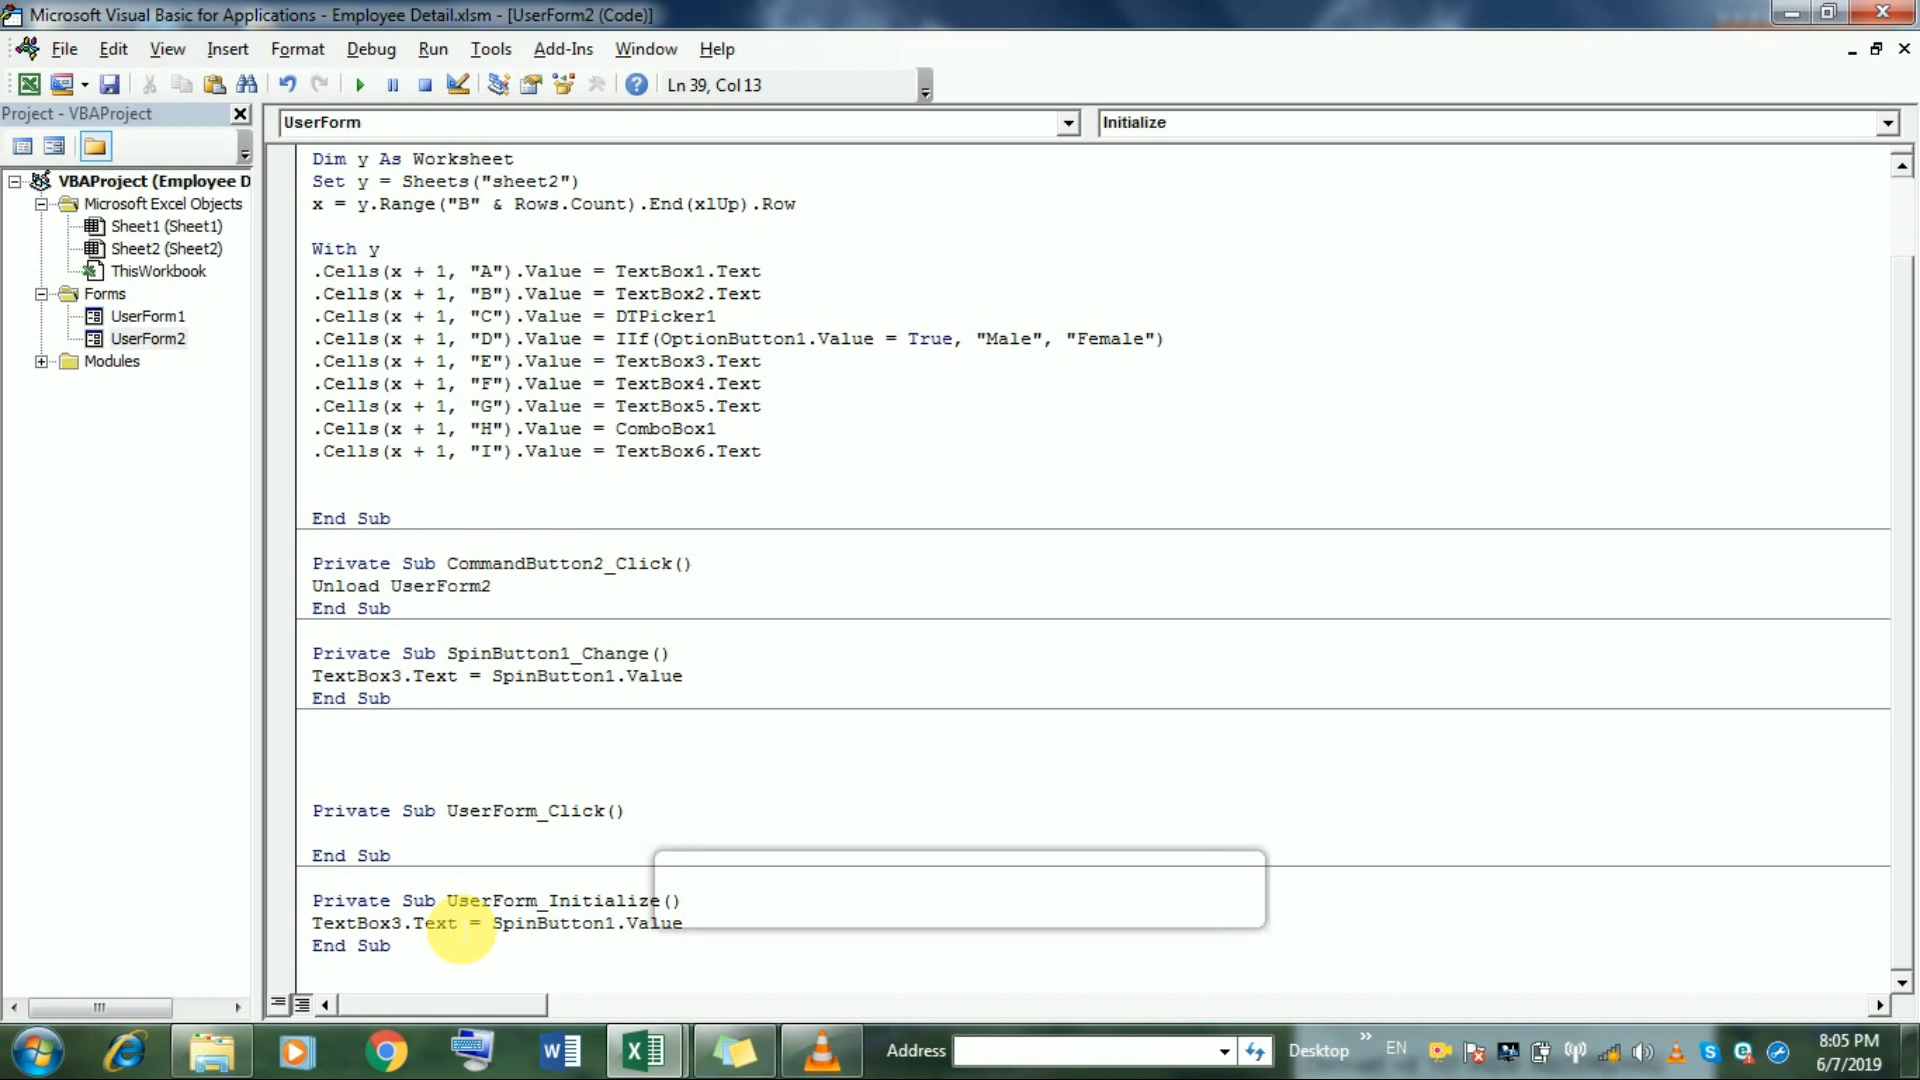 Microsoft Visual Basic for Applications - Employee Detail.xlsm - [UserForm2 (Code)]
File Edit View Insert Format Debug Run Tools Add-Ins Window Help
Ln 39, Col 13
Project - VBAProject
UserForm Initialize
VBAProject (Employee D
Microsoft Excel Objects
Sheet1 (Sheet1)
Sheet2 (Sheet2)
ThisWorkbook
Forms
UserForm1
UserForm2
Modules
Dim y As Worksheet
Set y = Sheets("sheet2")
x = y.Range("B" & Rows.Count).End(xlUp).Row
With y
.Cells(x + 1, "A").Value = TextBox1.Text
.Cells(x + 1, "B").Value = TextBox2.Text
.Cells(x + 1, "C").Value = DTPicker1
.Cells(x + 1, "D").Value = IIf(OptionButton1.Value = True, "Male", "Female")
.Cells(x + 1, "E").Value = TextBox3.Text
.Cells(x + 1, "F").Value = TextBox4.Text
.Cells(x + 1, "G").Value = TextBox5.Text
.Cells(x + 1, "H").Value = ComboBox1
.Cells(x + 1, "I").Value = TextBox6.Text
End Sub
Private Sub CommandButton2_Click()
Unload UserForm2
End Sub
Private Sub SpinButton1_Change()
TextBox3.Text = SpinButton1.Value
End Sub
Private Sub UserForm_Click()
End Sub
Private Sub UserForm_Initialize()
TextBox3.Text = SpinButton1.Value
End Sub
Address Desktop » EN
8:05 PM
6/7/2019